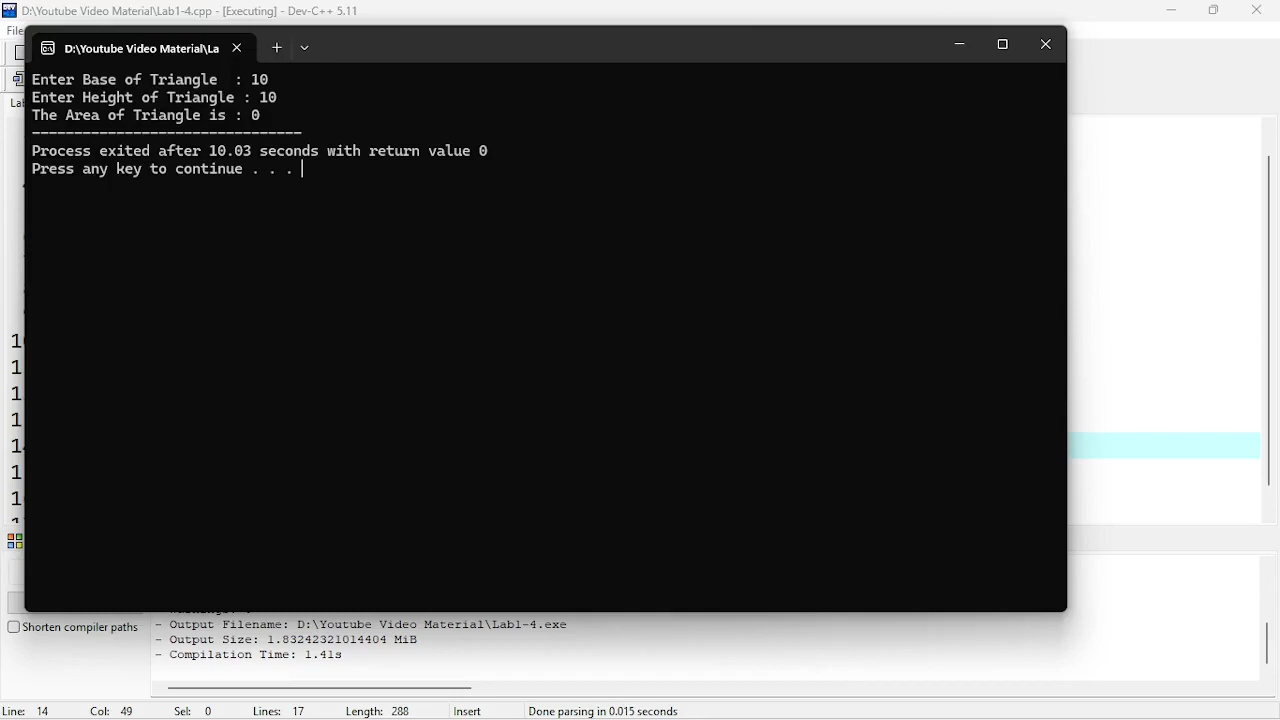 D:\Youtube Video Material\Lab1-4.cpp - [Executing] - Dev-C++ 5.11
File
D:\Youtube Video Material\La
Enter Base of Triangle : 10
Enter Height of Triangle : 10
The Area of Triangle is : 0
--------------------------------
Process exited after 10.03 seconds with return value 0
Press any key to continue . . .
Shorten compiler paths
- Output Filename: D:\Youtube Video Material\Lab1-4.exe
- Output Size: 1.83242321014404 MiB
- Compilation Time: 1.41s
Line: 14 Col: 49 Sel: 0 Lines: 17 Length: 288 Insert Done parsing in 0.015 seconds